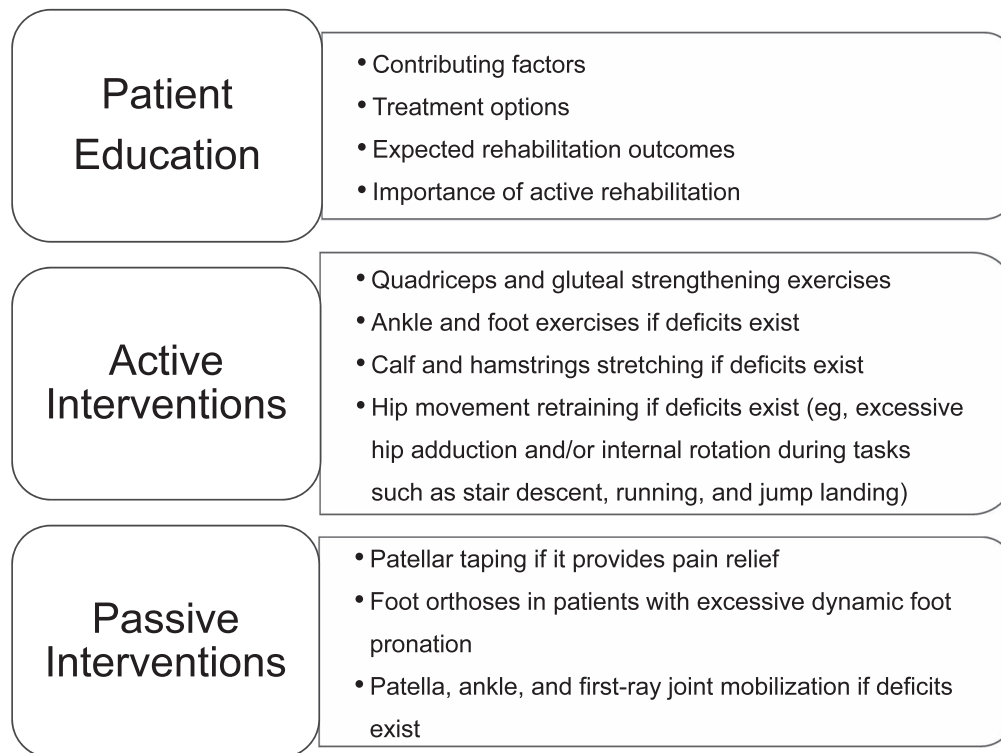 Patient
Education
• Contributing factors
• Treatment options
• Expected rehabilitation outcomes
• Importance of active rehabilitation
Active
Interventions
• Quadriceps and gluteal strengthening exercises
• Ankle and foot exercises if deficits exist
• Calf and hamstrings stretching if deficits exist
• Hip movement retraining if deficits exist (eg, excessive
hip adduction and/or internal rotation during tasks
such as stair descent, running, and jump landing)
Passive
Interventions
• Patellar taping if it provides pain relief
• Foot orthoses in patients with excessive dynamic foot
pronation
• Patella, ankle, and first-ray joint mobilization if deficits
exist